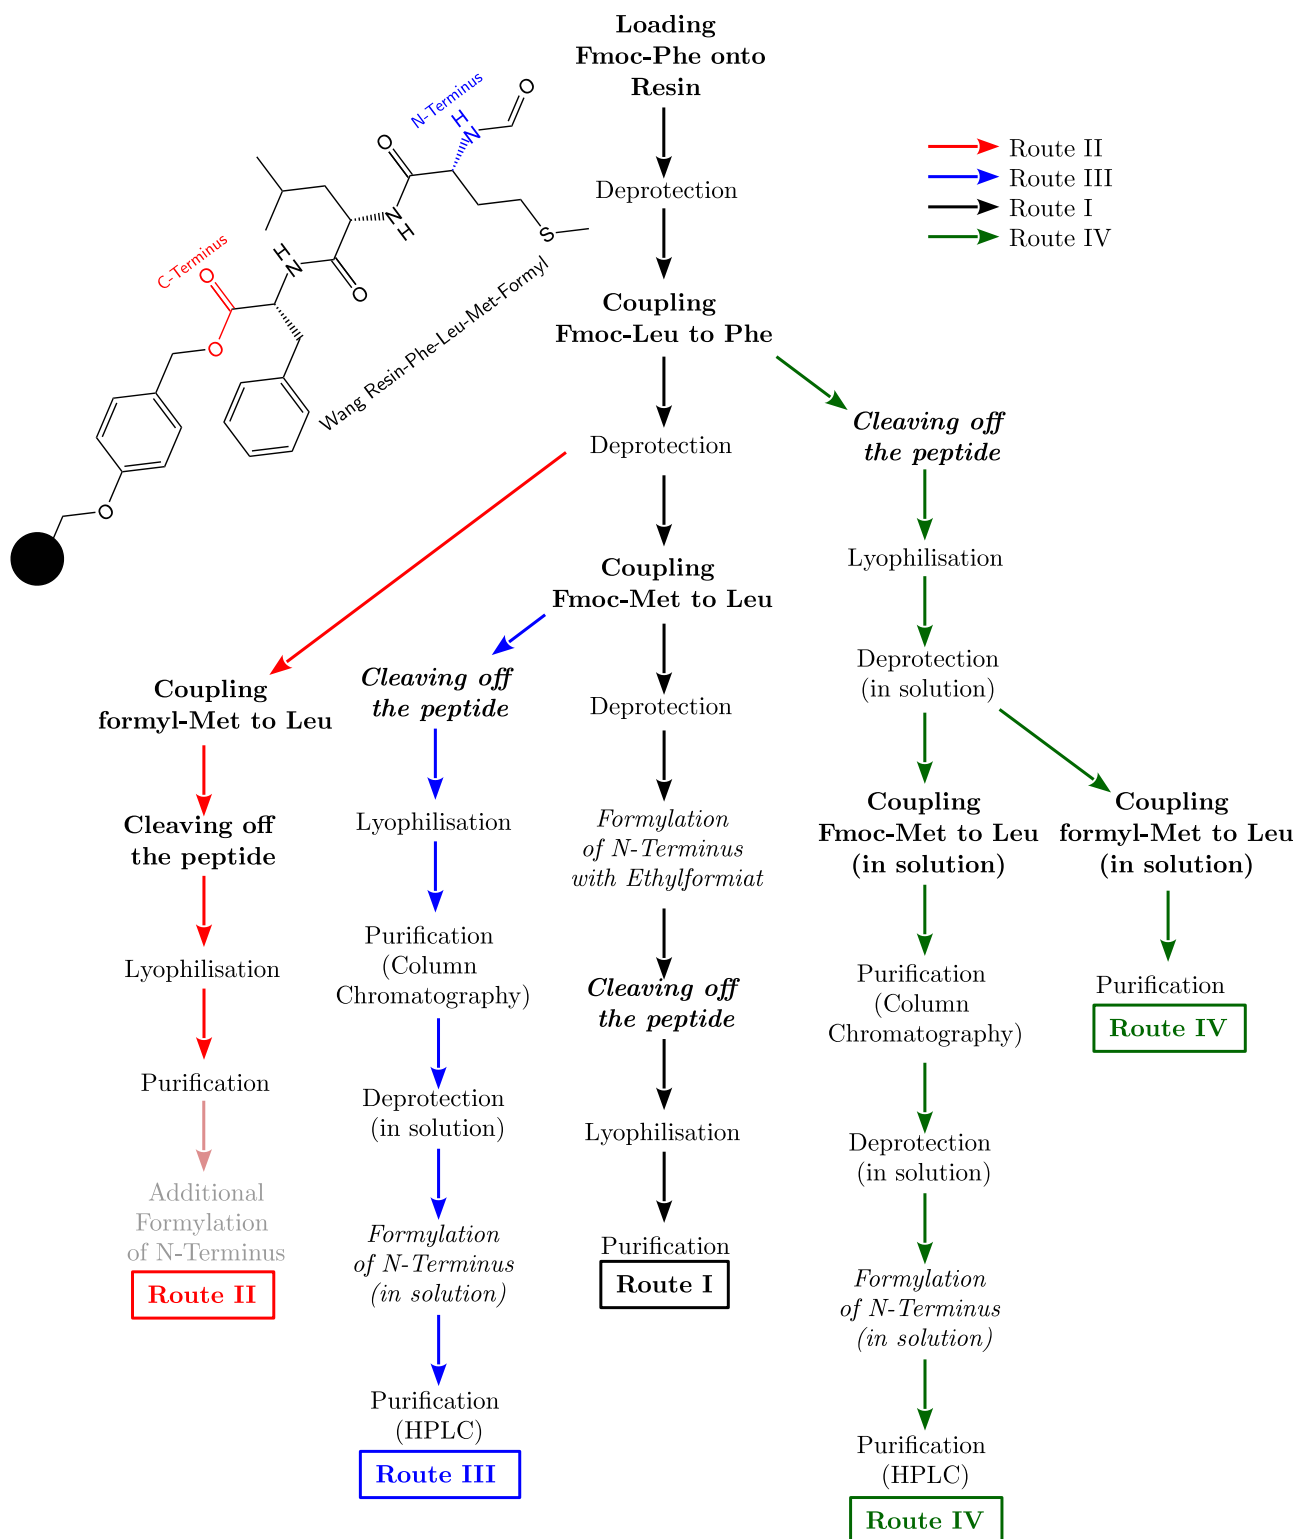 Loading
Fmoc-Phe onto
Resin
Deprotection
Coupling
Fmoc-Leu to Phe
Deprotection
Coupling
Fmoc-Met to Leu
Deprotection
Formylation
of N-Terminus
with Ethylformiat
Cleaving off
the peptide
Lyophilisation
Purification
Route I
Route II
Route III
Route I
Route IV
N-Terminus
C-Terminus
Wang Resin-Phe-Leu-Met-Formyl
O
H
N
O
N
H
S
H
N
O
O
O
O
Coupling
formyl-Met to Leu
Cleaving off
the peptide
Lyophilisation
Purification
Additional
Formylation
of N-Terminus
Route II
Cleaving off
the peptide
Lyophilisation
Purification
(Column
Chromatography)
Deprotection
(in solution)
Formylation
of N-Terminus
(in solution)
Purification
(HPLC)
Route III
Cleaving off
the peptide
Lyophilisation
Deprotection
(in solution)
Coupling
Fmoc-Met to Leu
(in solution)
Purification
(Column
Chromatography)
Deprotection
(in solution)
Formylation
of N-Terminus
(in solution)
Purification
(HPLC)
Route IV
Coupling
formyl-Met to Leu
(in solution)
Purification
Route IV